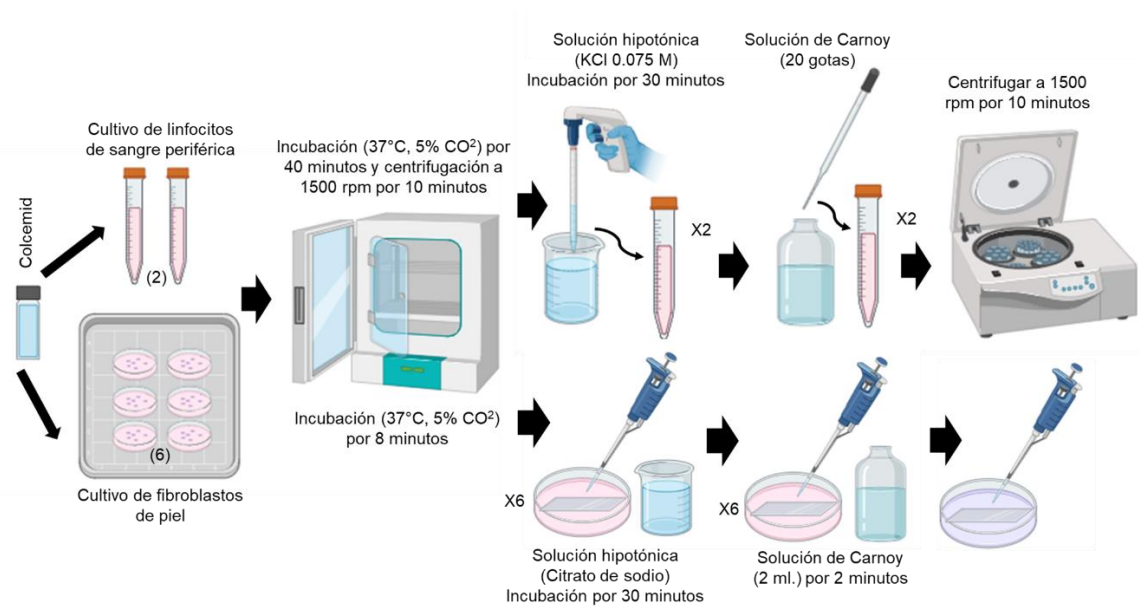 Colcemid
Cultivo de linfocitos
de sangre periférica
(2)
(6)
Cultivo de fibroblastos
de piel
Incubación (37°C, 5% CO²) por
40 minutos y centrifugación a
1500 rpm por 10 minutos
Incubación (37°C, 5% CO²)
por 8 minutos
Solución hipotónica
(KCl 0.075 M)
Incubación por 30 minutos
X2
Solución de Carnoy
(20 gotas)
X2
Centrifugar a 1500
rpm por 10 minutos
X6
Solución hipotónica
(Citrato de sodio)
Incubación por 30 minutos
X6
Solución de Carnoy
(2 ml.) por 2 minutos